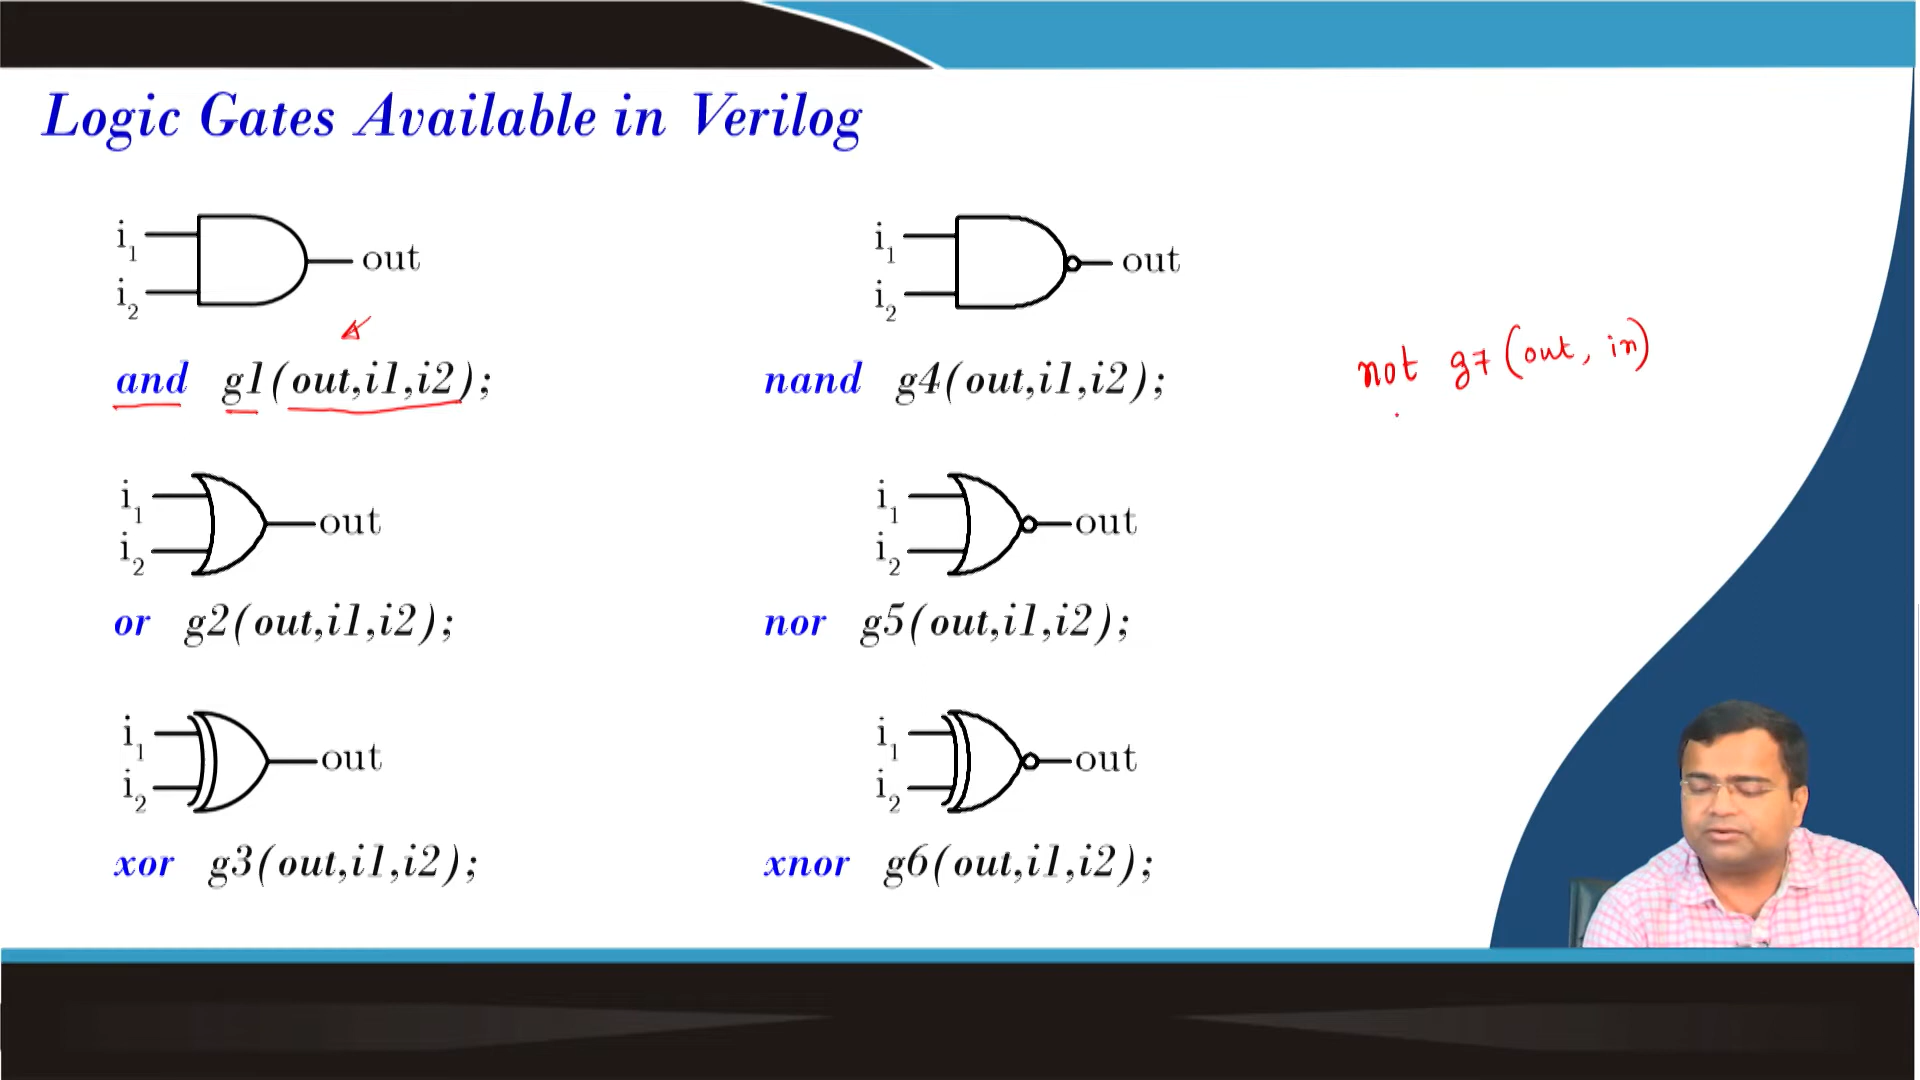 Logic Gates Available in Verilog
i1
i2
out
and g1(out,i1,i2);
i1
i2
out
or g2(out,i1,i2);
i1
i2
out
xor g3(out,i1,i2);
i1
i2
out
nand g4(out,i1,i2);
i1
i2
out
nor g5(out,i1,i2);
i1
i2
out
xnor g6(out,i1,i2);
not g7 (out, in)